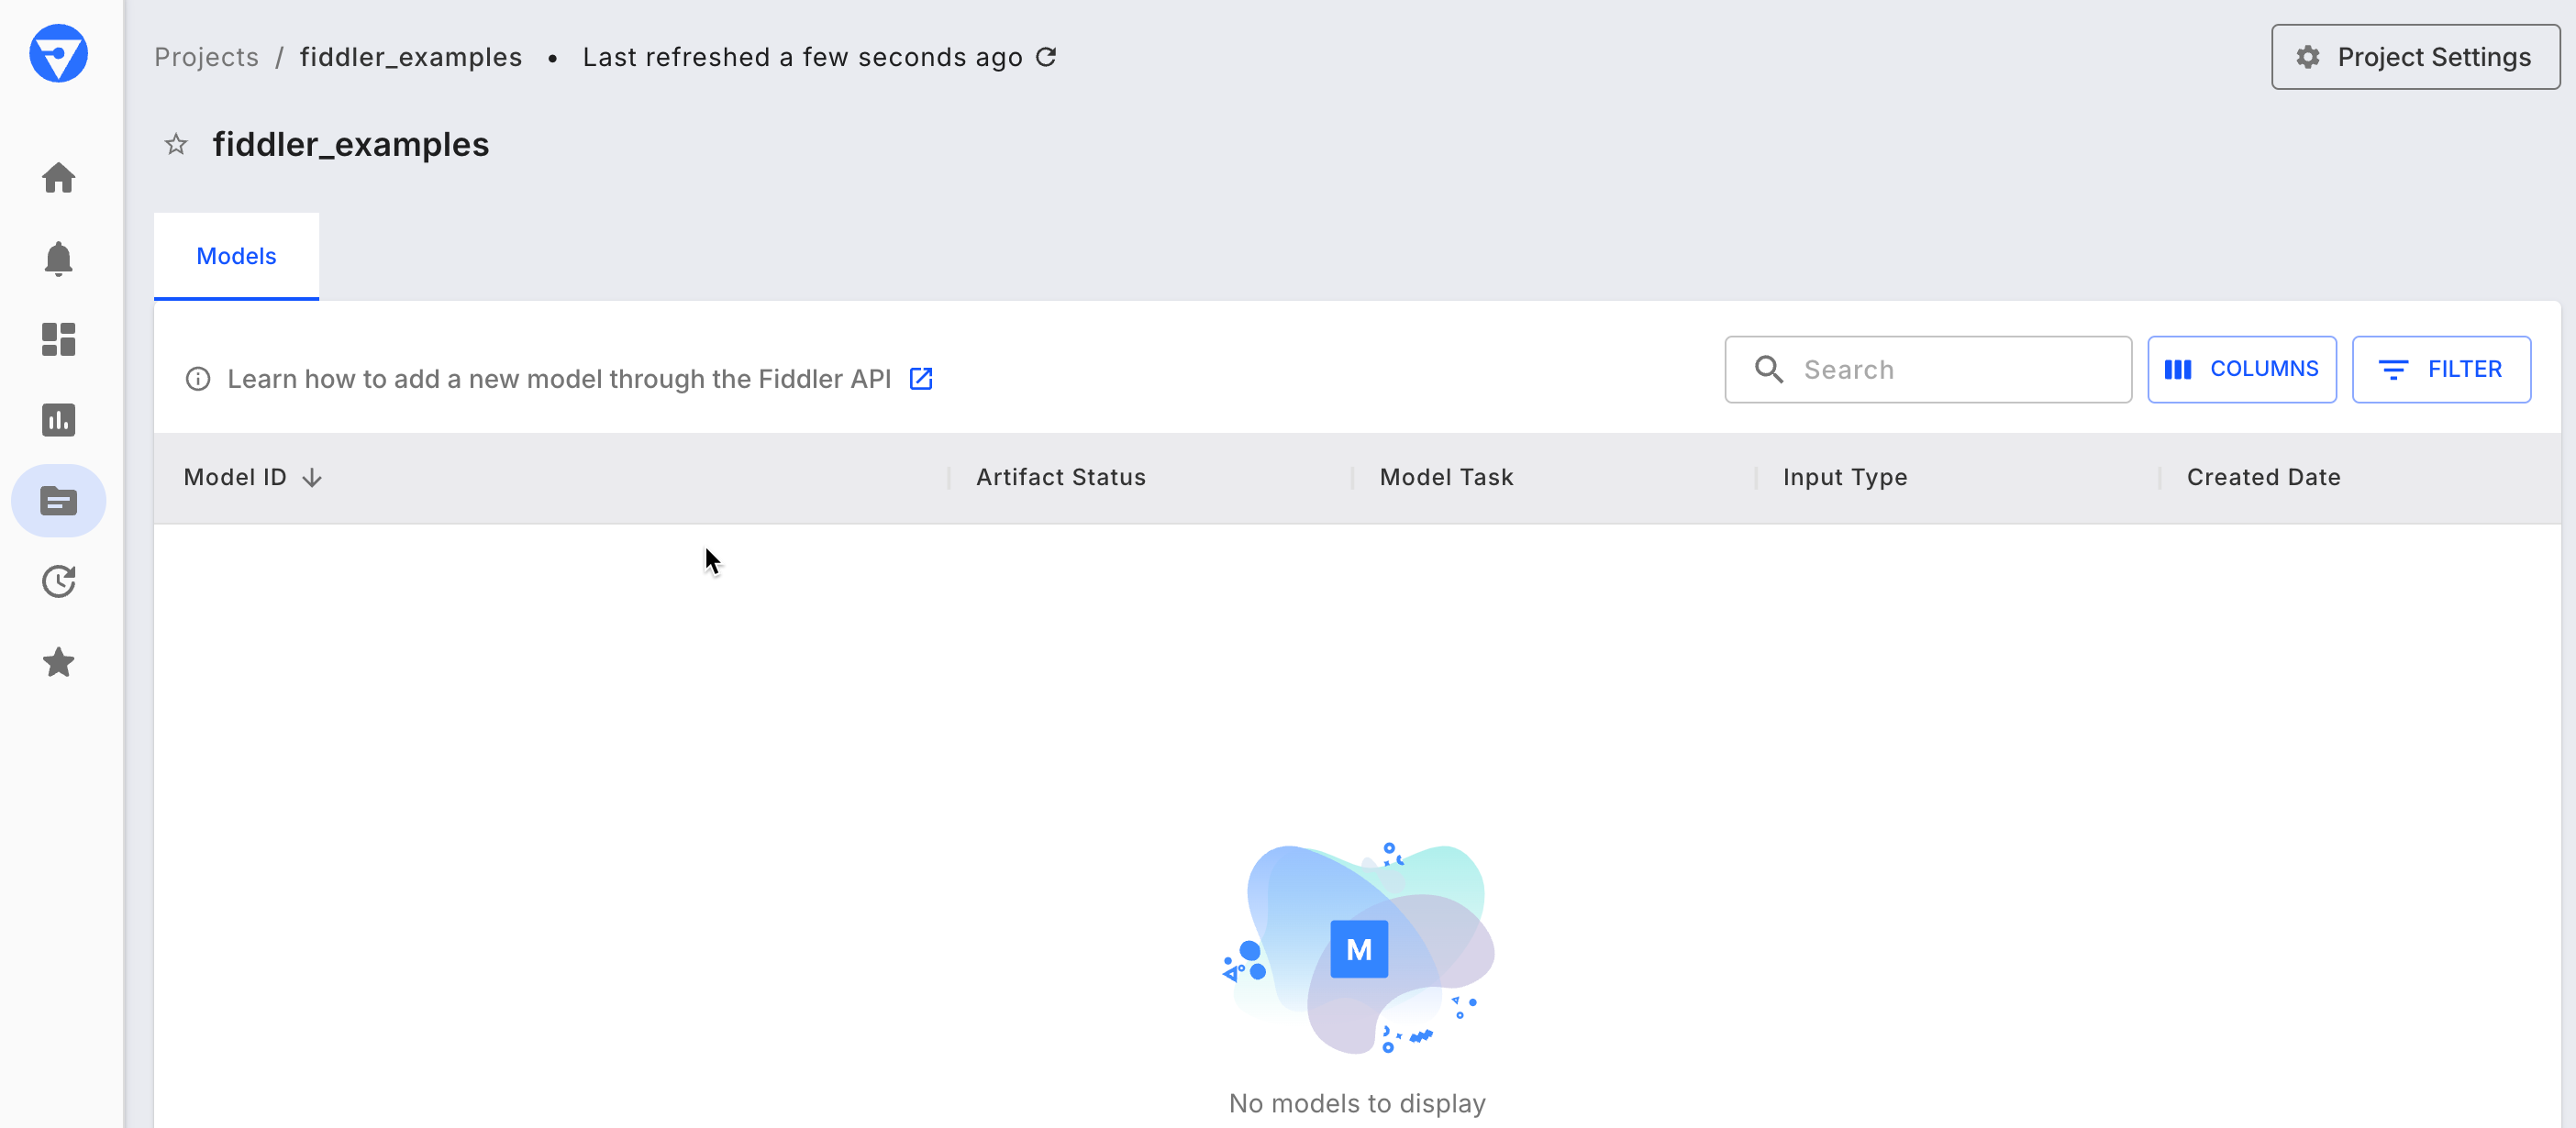 Projects / fiddler_examples • Last refreshed a few seconds ago
Project Settings
fiddler_examples
Models
Learn how to add a new model through the Fiddler API
Search
COLUMNS
FILTER
Model ID
Artifact Status
Model Task
Input Type
Created Date
M
No models to display